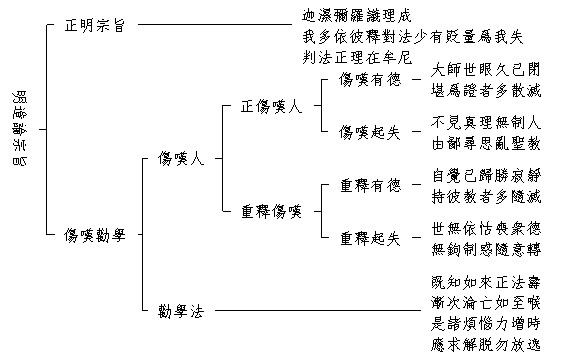 明造論宗旨
正明宗旨
迦濕彌羅議理成
我多依彼釋對法少有貶量為我失
判法正理在牟尼
傷嘆勸學
傷嘆人
正傷嘆人
傷嘆有德
大師世眼久已閉
堪為證者多散滅
傷嘆起失
不見真理無制人
由鄙尋思亂聖教
重釋傷嘆
重釋有德
自覺已歸勝寂靜
持彼教者多隨滅
重釋起失
世無依怙喪眾德
無鉤制惑隨意轉
勸學法
既知如來正法壽
漸次淪亡如至喉
是諸煩惱力增時
應求解脫勿放逸